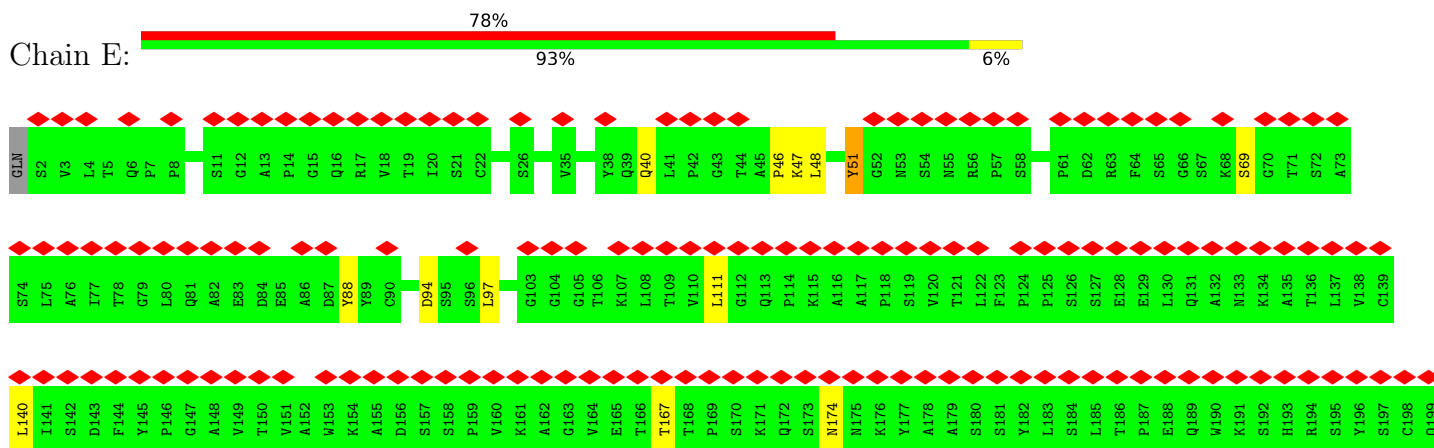 78%
Chain E:
93% 6%
GLN S2 V3 L4 T5 Q6 P7 P8 S11 G12 A13 P14 G15 Q16 R17 V18 T19 I20 S21 C22 S26 V35 Y38 Q39 Q40 L41 P42 G43 T44 A45 P46 K47 L48 Y51 G52 N53 S54 N55 R56 P57 S58 P61 D62 R63 F64 S65 G66 S67 K68 S69 G70 T71 S72 A73
S74 L75 A76 I77 T78 G79 L80 Q81 A82 E83 D84 E85 A86 D87 Y88 Y89 C90 D94 S95 S96 L97 G103 G104 G105 T106 K107 L108 T109 V110 L111 G112 Q113 P114 K115 A116 A117 P118 S119 V120 T121 L122 F123 P124 P125 S126 S127 E128 E129 L130 Q131 A132 N133 K134 A135 T136 L137 V138 C139
L140 I141 S142 D143 F144 Y145 P146 G147 A148 V149 T150 V151 A152 W153 K154 A155 D156 S157 S158 P159 V160 K161 A162 G163 V164 E165 T166 T167 T168 P169 S170 K171 Q172 S173 N174 N175 K176 Y177 A178 A179 S180 S181 Y182 L183 S184 L185 T186 P187 E188 Q189 W190 K191 S192 H193 R194 S195 Y196 S197 C198 Q199